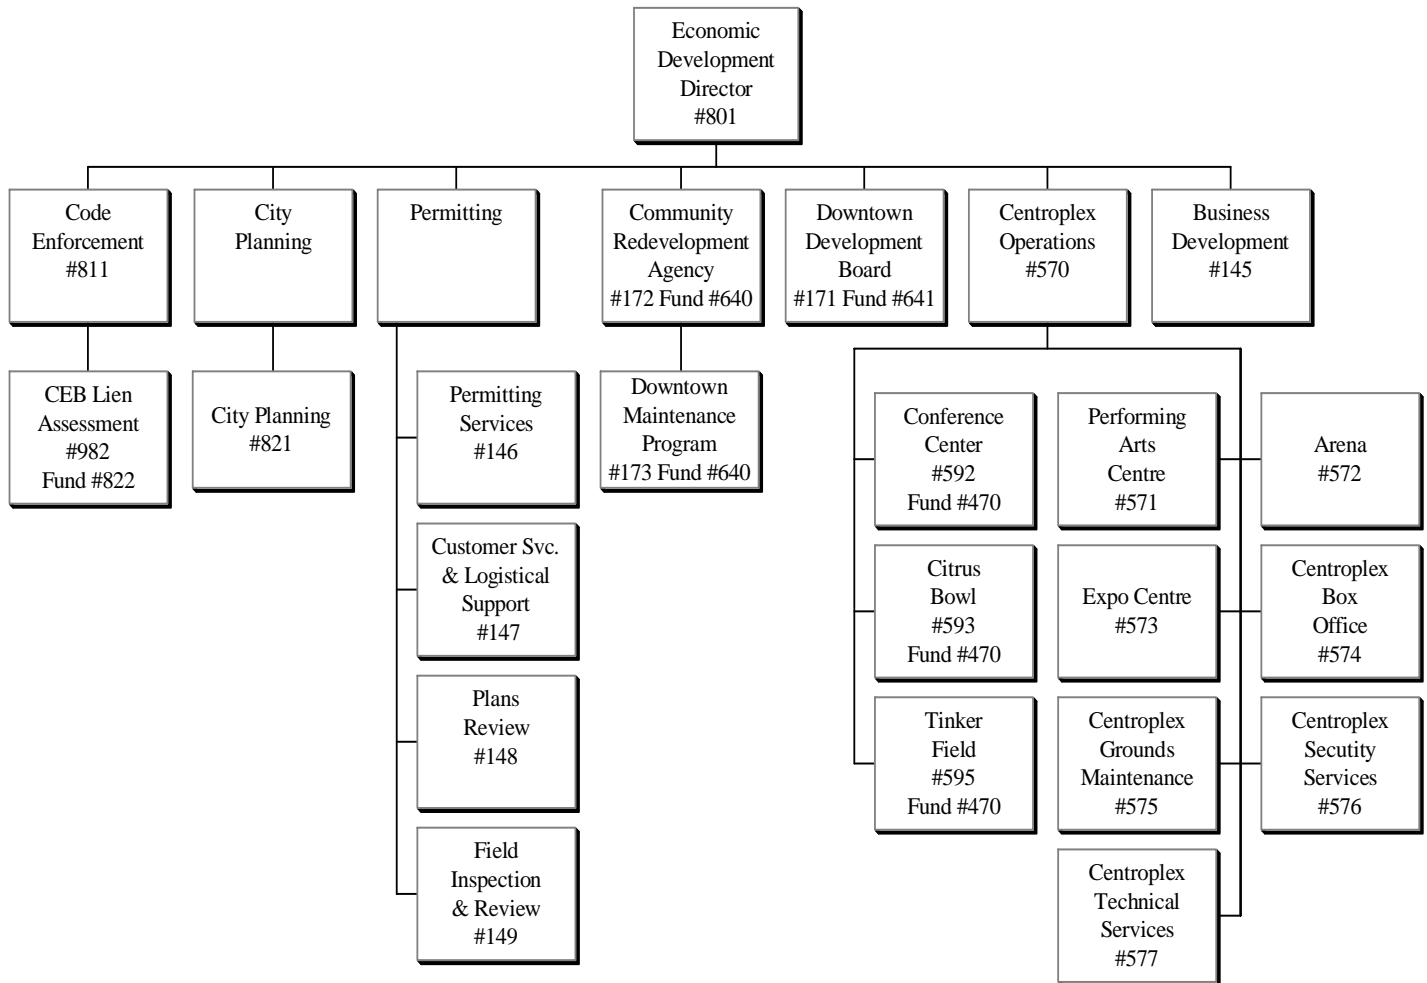 Economic
Development
Director
#801
Code
Enforcement
#811
City
Planning
Permitting
Community
Redevelopment
Agency
#172 Fund #640
Downtown
Development
Board
#171 Fund #641
Centroplex
Operations
#570
Business
Development
#145
CEB Lien
Assessment
#982
Fund #822
City Planning
#821
Permitting
Services
#146
Customer Svc.
& Logistical
Support
#147
Plans
Review
#148
Field
Inspection
& Review
#149
Downtown
Maintenance
Program
#173 Fund #640
Conference
Center
#592
Fund #470
Performing
Arts
Centre
#571
Arena
#572
Citrus
Bowl
#593
Fund #470
Expo Centre
#573
Centroplex
Box
Office
#574
Tinker
Field
#595
Fund #470
Centroplex
Grounds
Maintenance
#575
Centroplex
Secutity
Services
#576
Centroplex
Technical
Services
#577